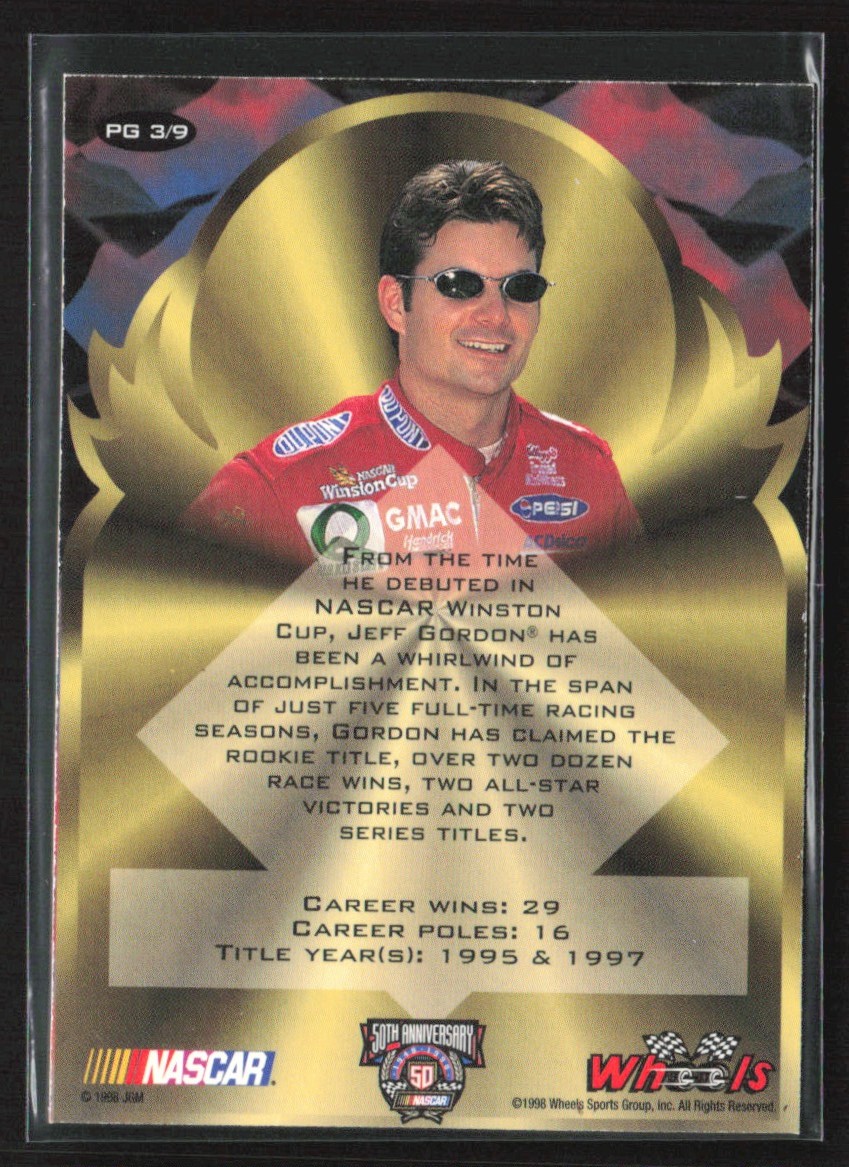 PG 3/9
DUPONT
DUPONT
NASCAR
Winston Cup
GMAC
Hendrick
PEPSI
ACDelco
FROM THE TIME
HE DEBUTED IN
NASCAR WINSTON
CUP, JEFF GORDON® HAS
BEEN A WHIRLWIND OF
ACCOMPLISHMENT. IN THE SPAN
OF JUST FIVE FULL-TIME RACING
SEASONS, GORDON HAS CLAIMED THE
ROOKIE TITLE, OVER TWO DOZEN
RACE WINS, TWO ALL-STAR
VICTORIES AND TWO
SERIES TITLES.
CAREER WINS: 29
CAREER POLES: 16
TITLE YEAR(S): 1995 & 1997
50TH ANNIVERSARY
50
NASCAR
NASCAR.
Wheels
© 1998 JGM
©1998 Wheels Sports Group, Inc. All Rights Reserved.